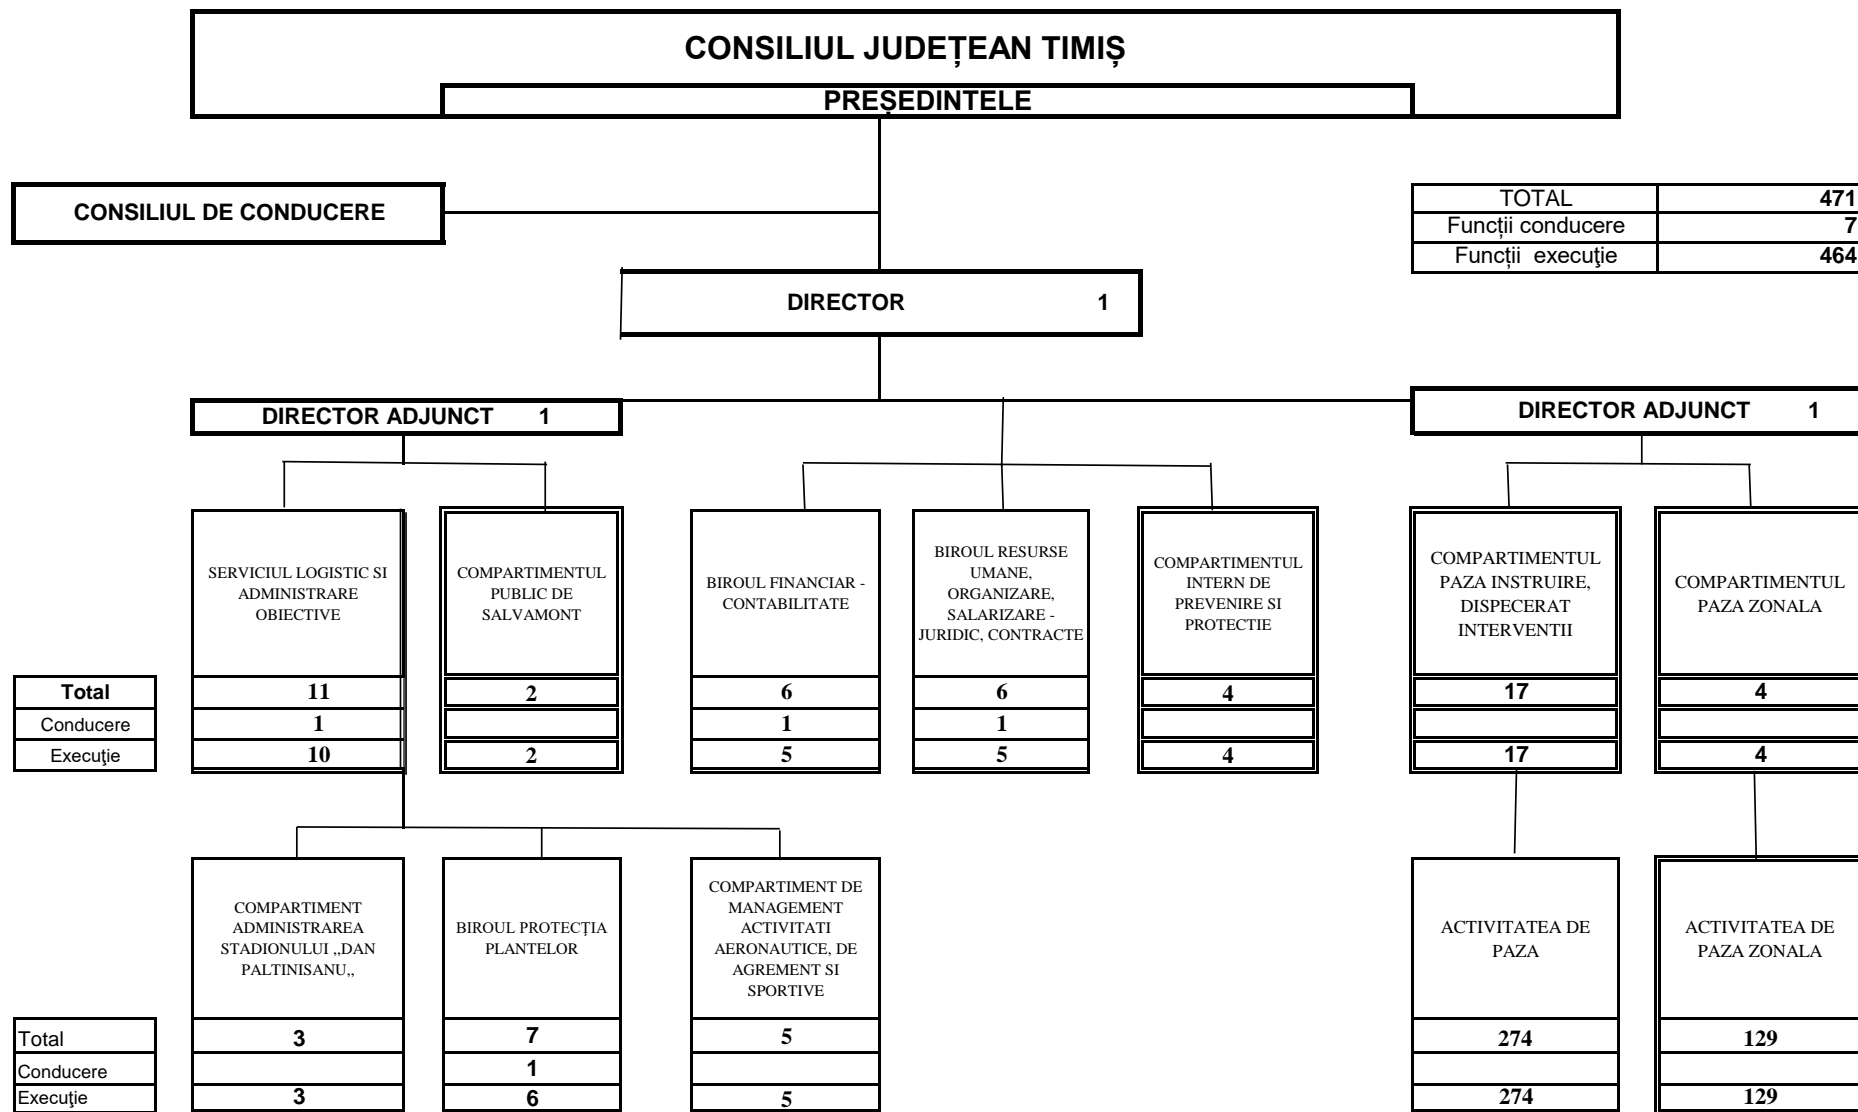 CONSILIUL JUDEȚEAN TIMIȘ
PREȘEDINTELE
CONSILIUL DE CONDUCERE
TOTAL 471
Funcții conducere 7
Funcții execuţie 464
DIRECTOR 1
DIRECTOR ADJUNCT 1
DIRECTOR ADJUNCT 1
SERVICIUL LOGISTIC SI
ADMINISTRARE
OBIECTIVE
COMPARTIMENTUL
PUBLIC DE
SALVAMONT
BIROUL FINANCIAR -
CONTABILITATE
BIROUL RESURSE
UMANE,
ORGANIZARE,
SALARIZARE -
JURIDIC, CONTRACTE
COMPARTIMENTUL
INTERN DE
PREVENIRE SI
PROTECTIE
COMPARTIMENTUL
PAZA INSTRUIRE,
DISPECERAT
INTERVENTII
COMPARTIMENTUL
PAZA ZONALA
Total 11 2 6 6 4 17 4
Conducere 1 1 1
Execuţie 10 2 5 5 4 17 4
COMPARTIMENT
ADMINISTRAREA
STADIONULUI ,,DAN
PALTINISANU,,
BIROUL PROTECȚIA
PLANTELOR
COMPARTIMENT DE
MANAGEMENT
ACTIVITATI
AERONAUTICE, DE
AGREMENT SI
SPORTIVE
ACTIVITATEA DE
PAZA
ACTIVITATEA DE
PAZA ZONALA
Total 3 7 5 274 129
Conducere 1
Execuţie 3 6 5 274 129